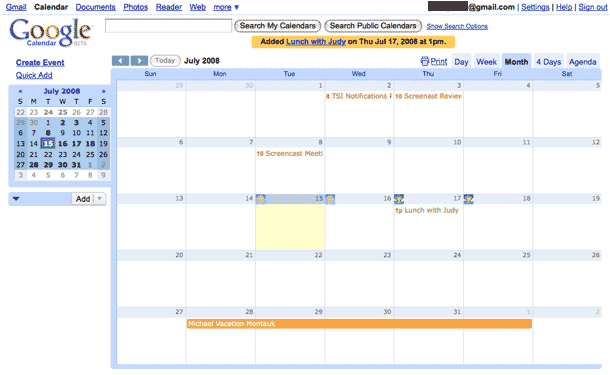 Gmail Calendar Documents Photos Reader Web more ▼ @gmail.com | Settings | Help | Sign out
Google
Calendar BETA
Search My Calendars Search Public Calendars Show Search Options
Added Lunch with Judy on Thu Jul 17, 2008 at 1pm.
Create Event
Quick Add
Today July 2008 Print Day Week Month 4 Days Agenda
« July 2008 »
S M T W T F S
22 23 24 25 26 27 28
29 30 1 2 3 4 5
6 7 8 9 10 11 12
13 14 15 16 17 18 19
20 21 22 23 24 25 26
27 28 29 30 31 1 2
3 4 5 6 7 8 9
Add
Sun Mon Tue Wed Thu Fri Sat
29 30 1 2 3 4 5
8 TSI Notifications 10 Screenast Review
6 7 8 9 10 11 12
10 Screencast Meeti
13 14 15 16 17 18 19
1p Lunch with Judy
20 21 22 23 24 25 26
27 28 29 30 31 1 2
Michael Vacation Montauk